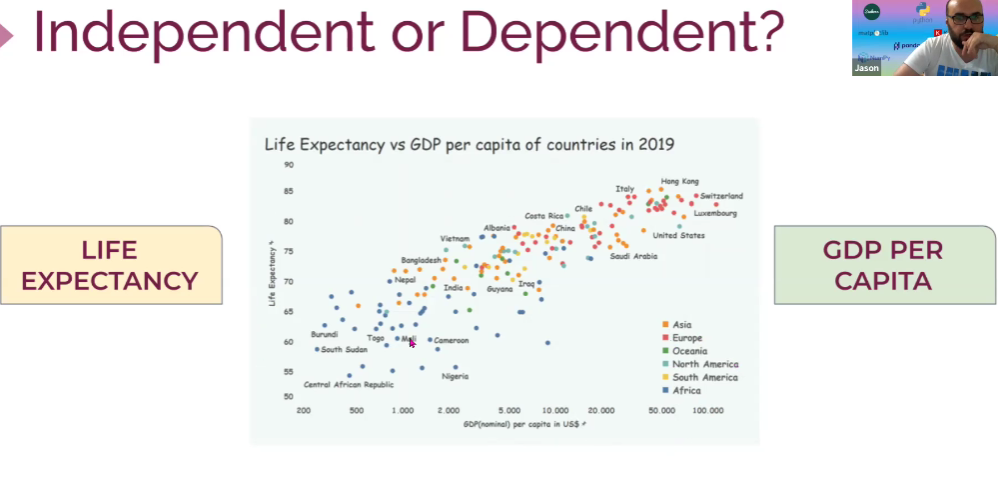 Independent or Dependent?
python
Jason
LIFE
EXPECTANCY
GDP PER
CAPITA
Life Expectancy vs GDP per capita of countries in 2019
90
85
80
75
70
65
60
55
50
Life Expectancy
Hong Kong
Italy
Switzerland
Chile
Luxembourg
Costa Rica
Albania
China
United States
Vietnam
Saudi Arabia
Bangladesh
Nepal
India
Guyana
Iraq
Burundi
Togo
Mali
Cameroon
South Sudan
Nigeria
Central African Republic
Asia
Europe
Oceania
North America
South America
Africa
200 500 1.000 2.000 5.000 10.000 20.000 50.000 100.000
GDP(nominal) per capita in US$